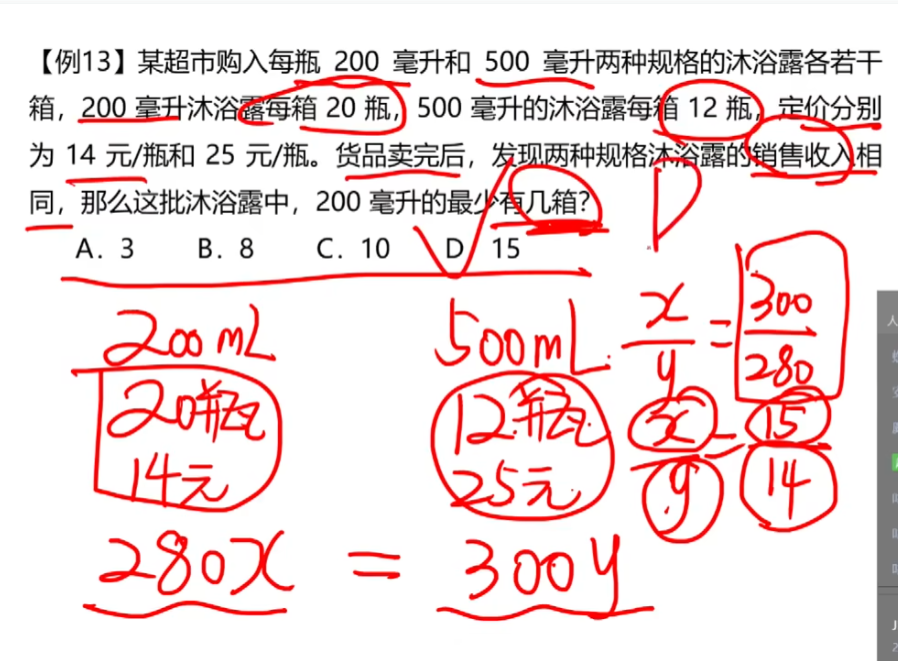 【例13】某超市购入每瓶 200 毫升和 500 毫升两种规格的沐浴露各若干
箱，200 毫升沐浴露每箱 20 瓶，500 毫升的沐浴露每箱 12 瓶，定价分别
为 14 元/瓶和 25 元/瓶。货品卖完后，发现两种规格沐浴露的销售收入相
同，那么这批沐浴露中，200 毫升的最少有几箱？
D
A. 3 B. 8 C. 10 D 15
200mL 500mL
20瓶 12瓶
14元 25元
280x = 300y
x/y = 300/280
x/y = 15/14
人